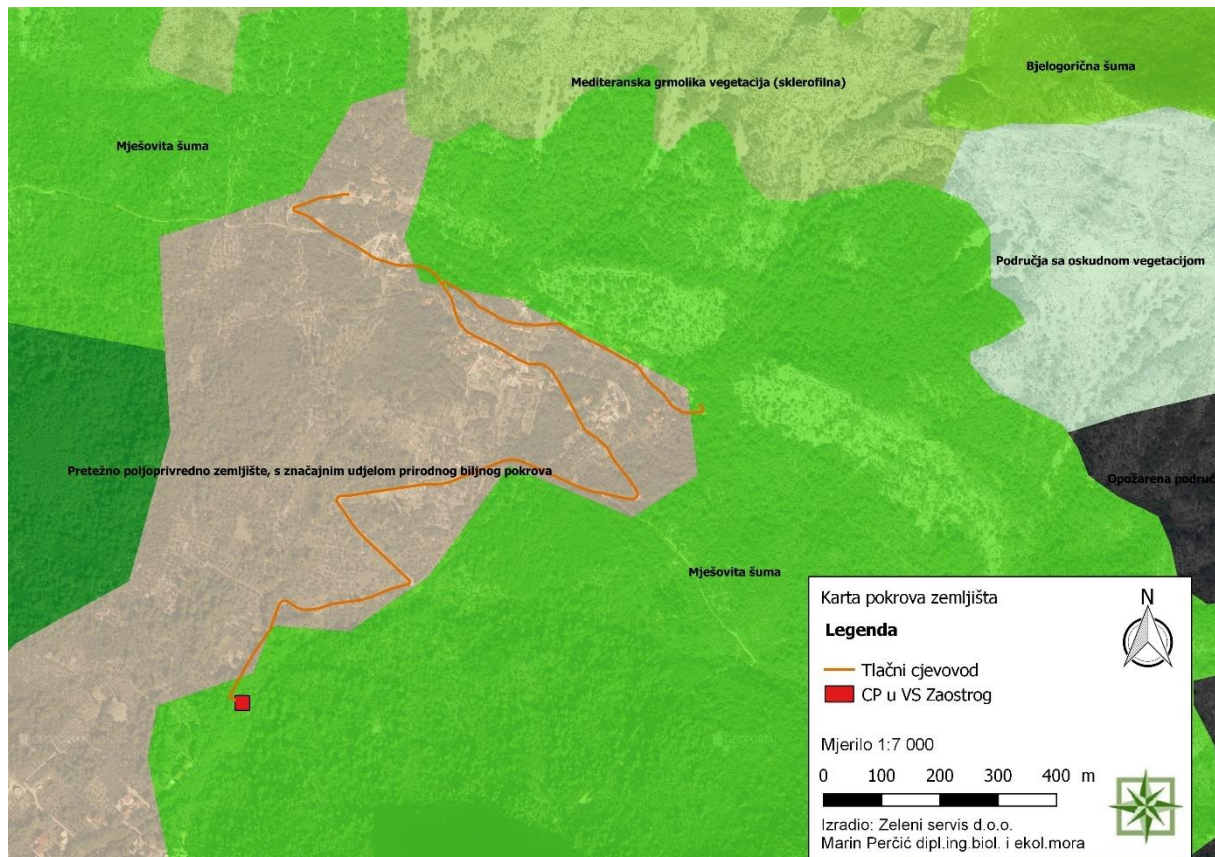 Mediteranska grmolika vegetacija (sklerofilna)
Bjelogorična šuma
Mješovita šuma
Područja sa oskudnom vegetacijom
Pretežno poljoprivredno zemljište, s značajnim udjelom prirodnog biljnog pokrova
Opožarena područ
Mješovita šuma
Karta pokrova zemljišta
N
Legenda
Tlačni cjevovod
CP u VS Zaostrog
Mjerilo 1:7 000
0 100 200 300 400 m
Izradio: Zeleni servis d.o.o.
Marin Perčić dipl.ing.biol. i ekol.mora